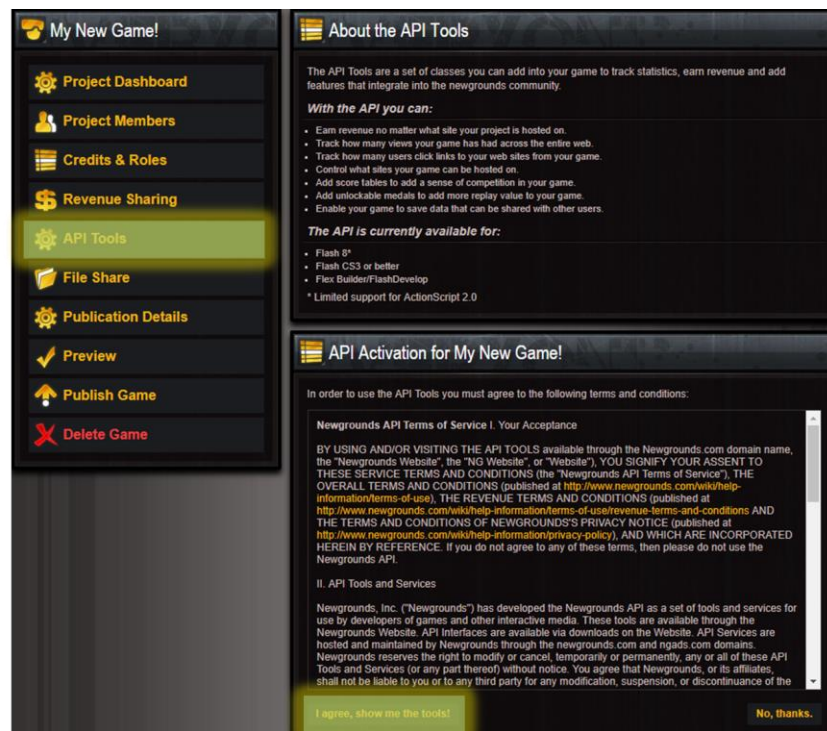 My New Game!
Project Dashboard
Project Members
Credits & Roles
Revenue Sharing
API Tools
File Share
Publication Details
Preview
Publish Game
Delete Game
About the API Tools
The API Tools are a set of classes you can add into your game to track statistics, earn revenue and add
features that integrate into the newgrounds community.
With the API you can:
• Earn revenue no matter what site your project is hosted on.
• Track how many views your game has had across the entire web.
• Track how many users click links to your web sites from your game.
• Control what sites your game can be hosted on.
• Add score tables to add a sense of competition in your game.
• Add unlockable medals to add more replay value to your game.
• Enable your game to save data that can be shared with other users.
The API is currently available for:
• Flash 8*
• Flash CS3 or better
• Flex Builder/FlashDevelop
* Limited support for ActionScript 2.0
API Activation for My New Game!
In order to use the API Tools you must agree to the following terms and conditions:
Newgrounds API Terms of Service I. Your Acceptance
BY USING AND/OR VISITING THE API TOOLS available through the Newgrounds.com domain name,
the "Newgrounds Website", the "NG Website", or "Website"), YOU SIGNIFY YOUR ASSENT TO
THESE SERVICE TERMS AND CONDITIONS (the "Newgrounds API Terms of Service"), THE
OVERALL TERMS AND CONDITIONS (published at http://www.newgrounds.com/wiki/help-
information/terms-of-use), THE REVENUE TERMS AND CONDITIONS (published at
http://www.newgrounds.com/wiki/help-information/terms-of-use/revenue-terms-and-conditions AND
THE TERMS AND CONDITIONS OF NEWGROUNDS'S PRIVACY NOTICE (published at
http://www.newgrounds.com/wiki/help-information/privacy-policy), AND WHICH ARE INCORPORATED
HEREIN BY REFERENCE. If you do not agree to any of these terms, then please do not use the
Newgrounds API.
II. API Tools and Services
Newgrounds, Inc. ("Newgrounds") has developed the Newgrounds API as a set of tools and services for
use by developers of games and other interactive media. These tools are available through the
Newgrounds Website. API Interfaces are available via downloads on the Website. API Services are
hosted and maintained by Newgrounds through the newgrounds.com and ngads.com domains.
Newgrounds reserves the right to modify or cancel, temporarily or permanently, any or all of these API
Tools and Services (or any part thereof) without notice. You agree that Newgrounds, or its affiliates,
shall not be liable to you or to any third party for any modification, suspension, or discontinuance of the
I agree, show me the tools!
No, thanks.